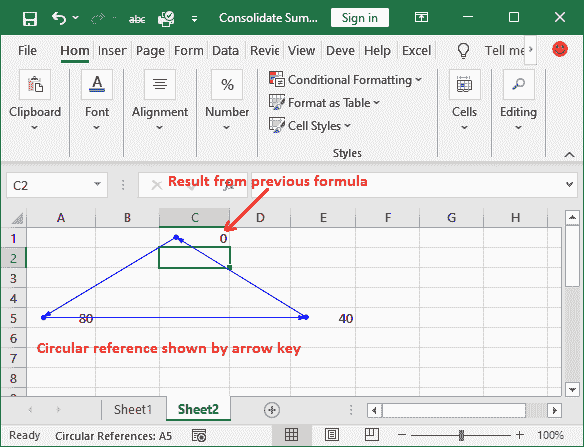 Consolidate Sum... Sign in
File Hom Inser Page Form Data Revie View Deve Help Excel Tell me
Clipboard Font Alignment % Number Conditional Formatting Format as Table Cell Styles Styles Cells Editing
C2 fx
Result from previous formula
A B C D E F G H
1 0
2
3
4
5 80 40
6
Circular reference shown by arrow key
7
8
Sheet1 Sheet2
Ready Circular References: A5 100%